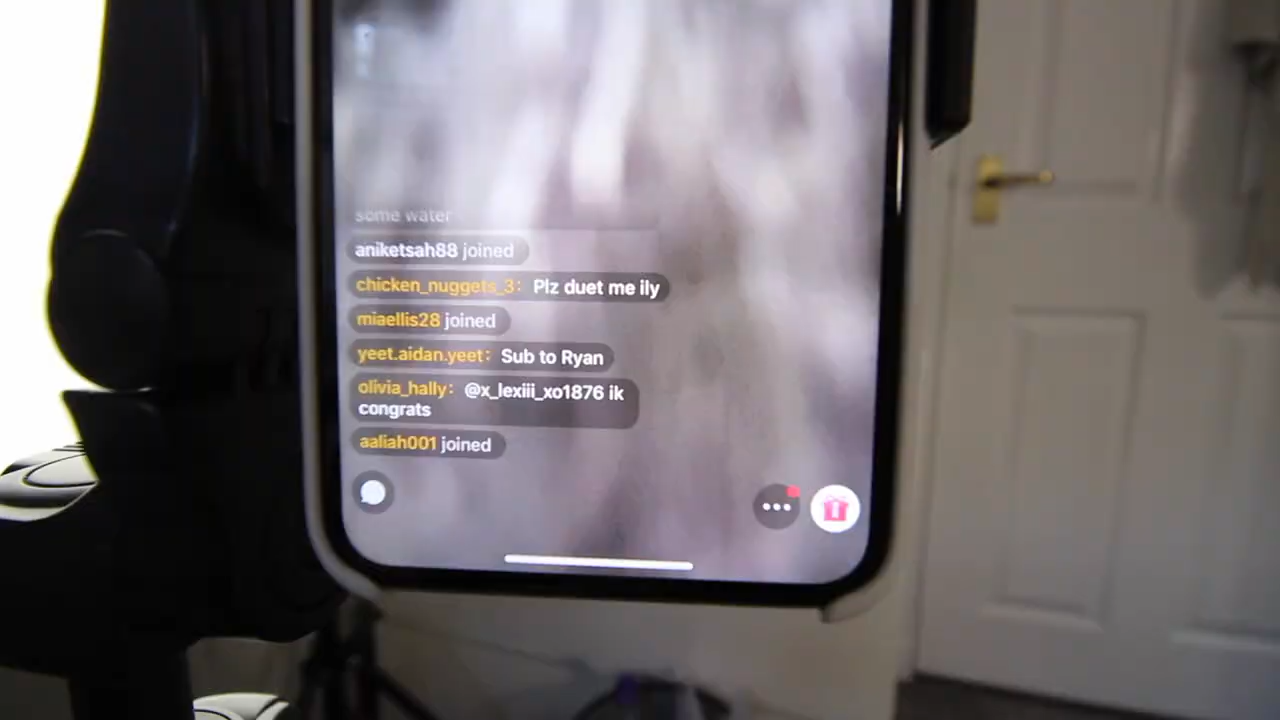 some water
aniketsah88 joined
chicken_nuggets_3: Plz duet me ily
miaellis28 joined
yeet.aidan.yeet: Sub to Ryan
olivia_hally: @x_lexiii_xo1876 ik
congrats
aaliah001 joined